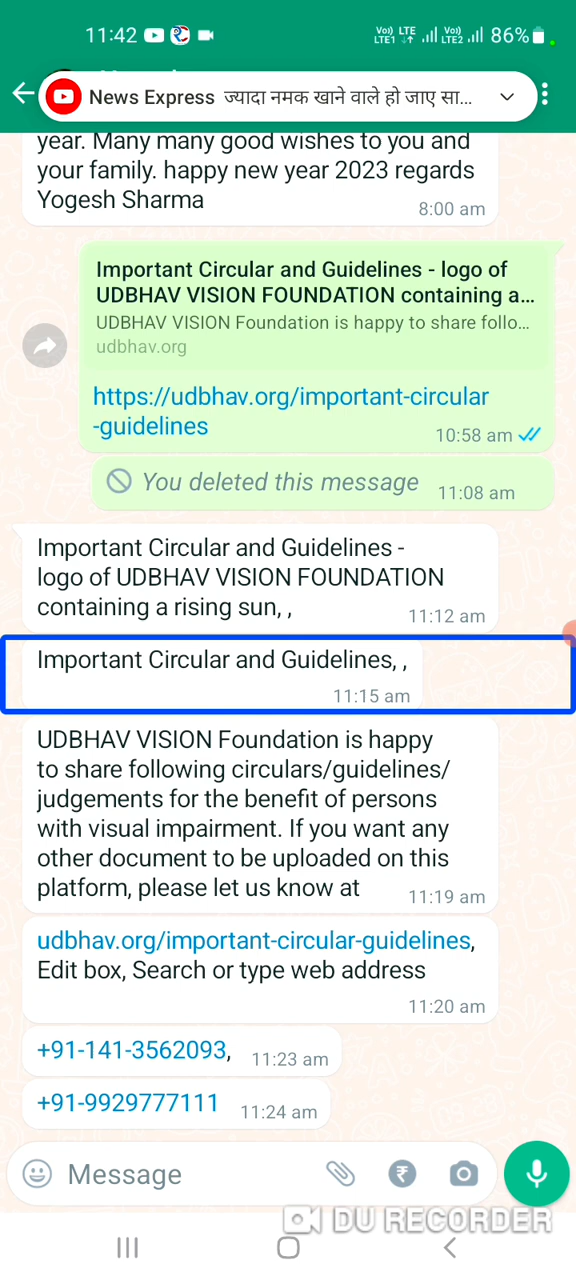 11:42
Vo) LTE Vo)
LTE1 LTE2 86%
News Express ज्यादा नमक खाने वाले हो जाए सा...
year. Many many good wishes to you and
your family. happy new year 2023 regards
Yogesh Sharma
8:00 am
Important Circular and Guidelines - logo of
UDBHAV VISION FOUNDATION containing a...
UDBHAV VISION Foundation is happy to share follo...
udbhav.org
https://udbhav.org/important-circular
-guidelines
10:58 am
You deleted this message 11:08 am
Important Circular and Guidelines -
logo of UDBHAV VISION FOUNDATION
containing a rising sun, ,
11:12 am
Important Circular and Guidelines, ,
11:15 am
UDBHAV VISION Foundation is happy
to share following circulars/guidelines/
judgements for the benefit of persons
with visual impairment. If you want any
other document to be uploaded on this
platform, please let us know at
11:19 am
udbhav.org/important-circular-guidelines,
Edit box, Search or type web address
11:20 am
+91-141-3562093, 11:23 am
+91-9929777111 11:24 am
Message
DU RECORDER